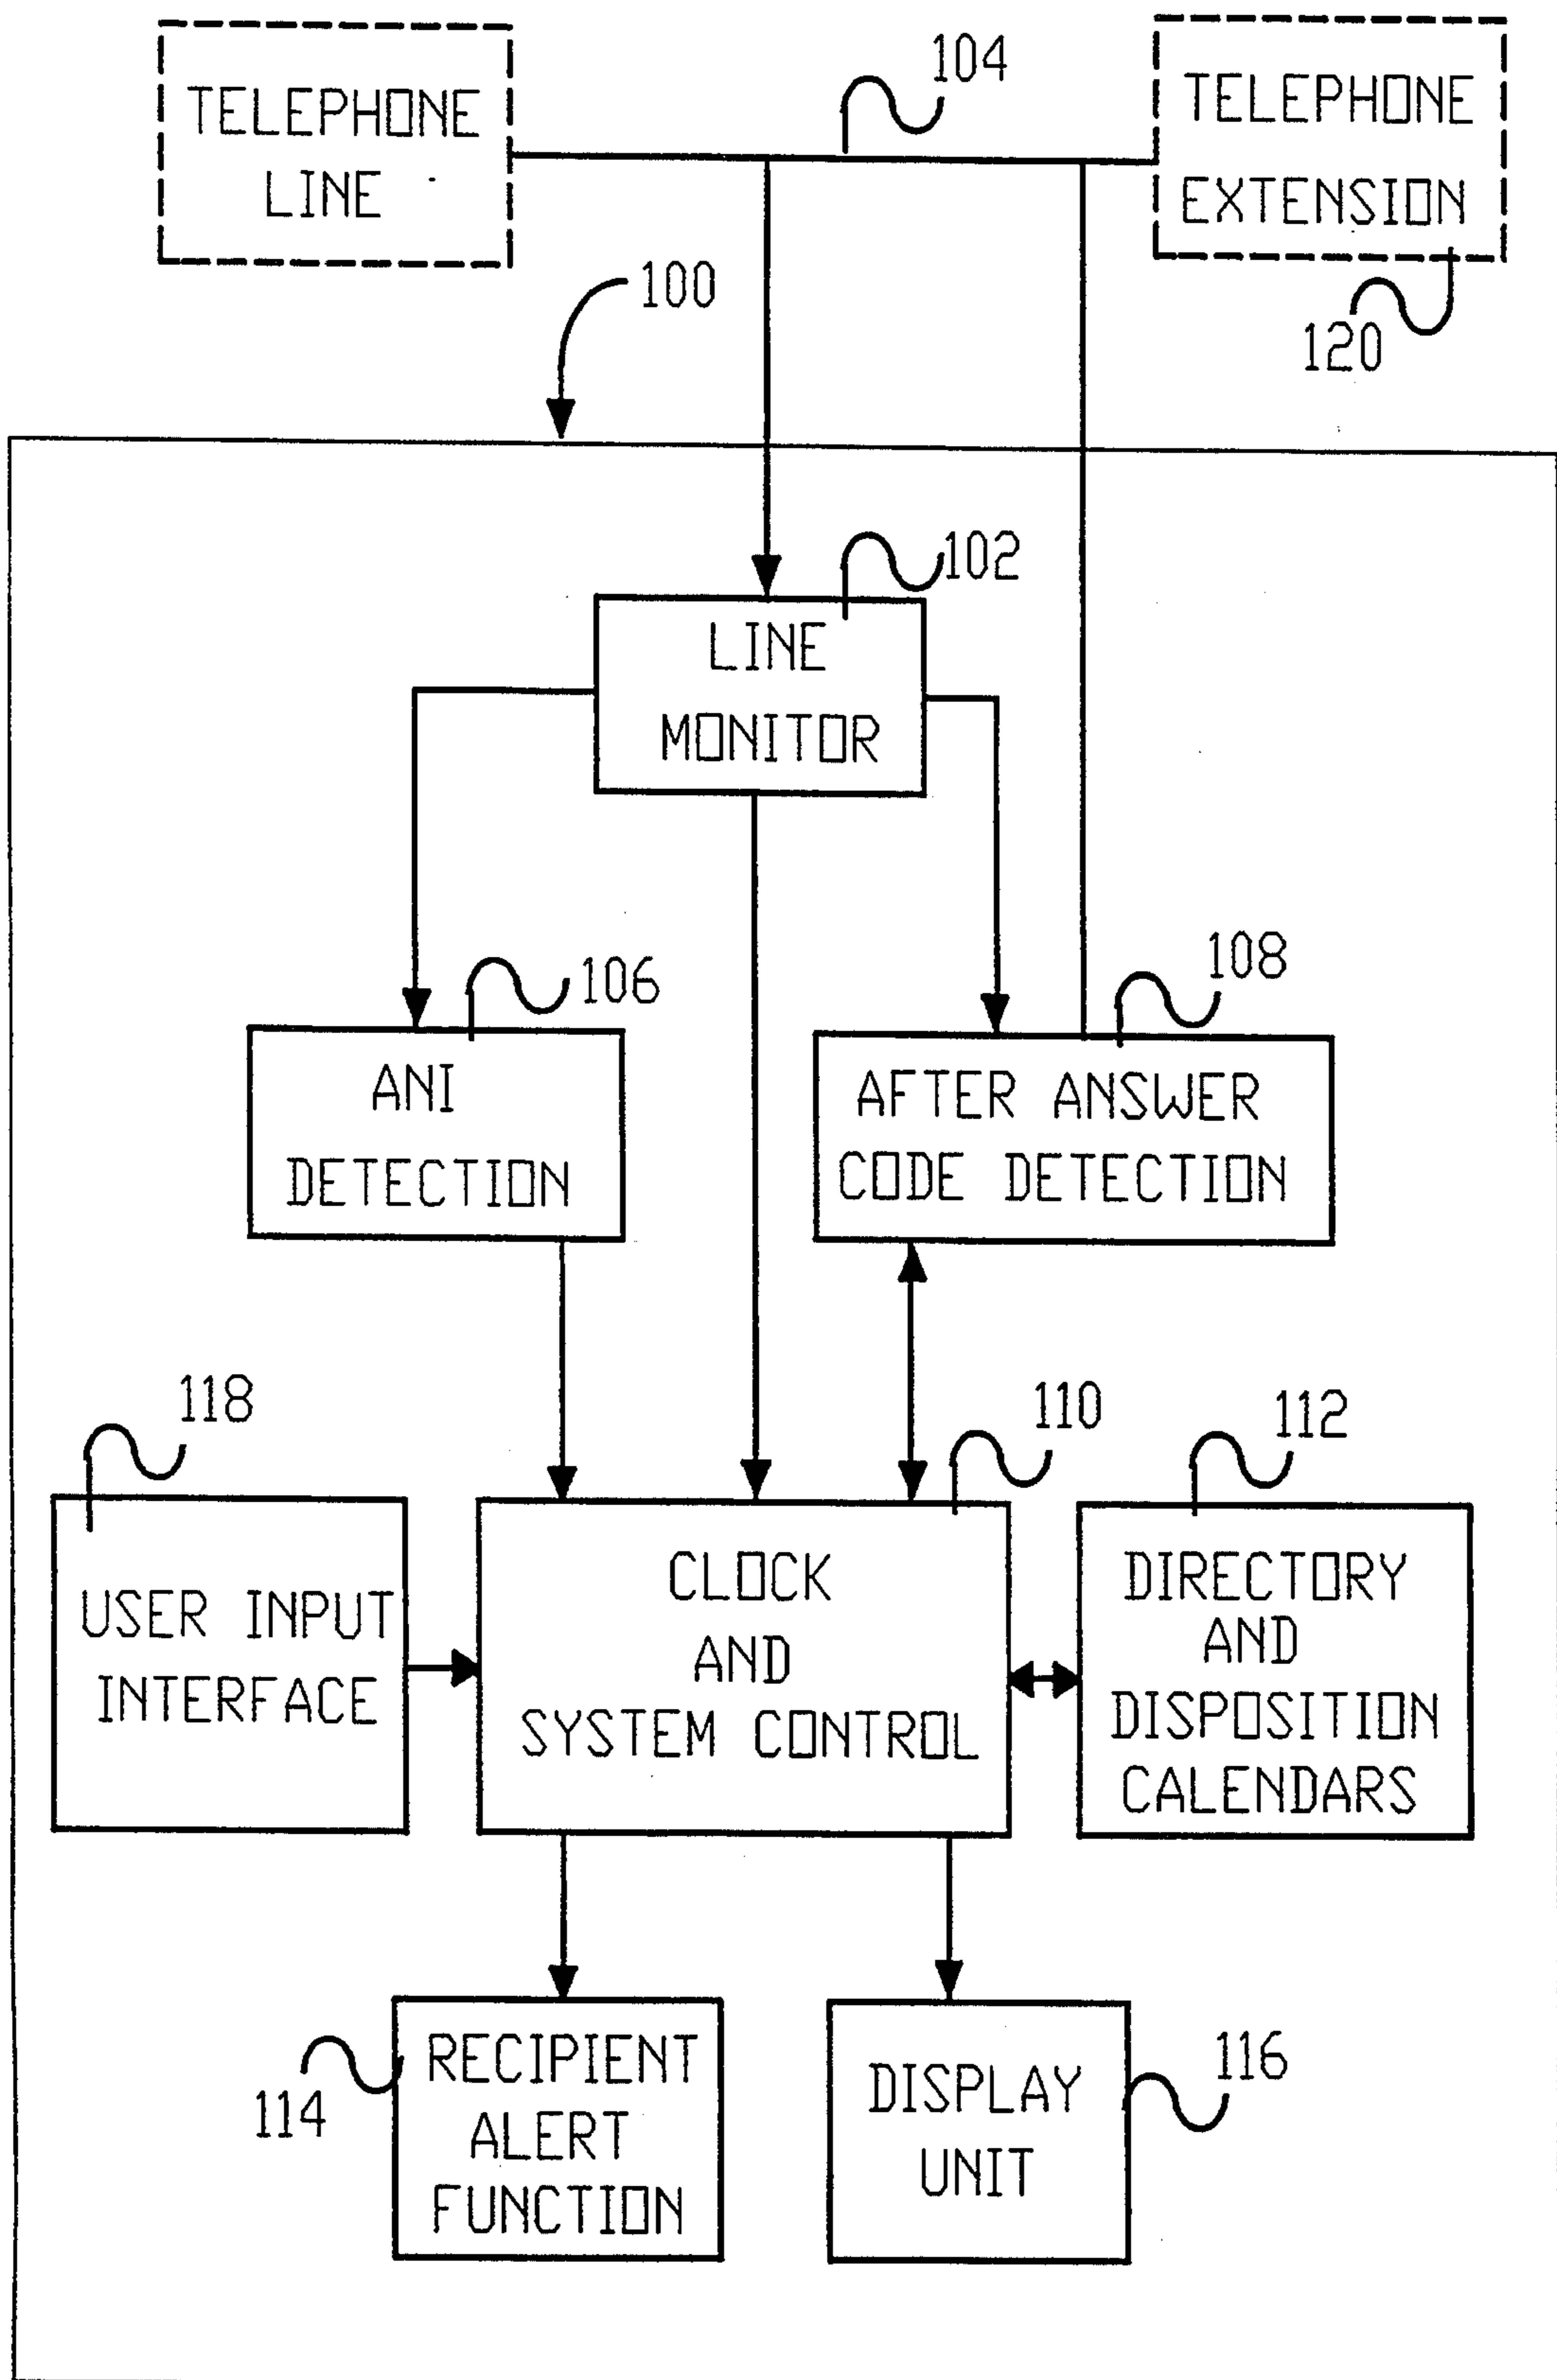 104
TELEPHONE
LINE
TELEPHONE
EXTENSION
100
120
102
LINE
MONITOR
106
108
ANI
DETECTION
AFTER ANSWER
CODE DETECTION
118
110
112
USER INPUT
INTERFACE
CLOCK
AND
SYSTEM CONTROL
DIRECTORY
AND
DISPOSITION
CALENDARS
114
RECIPIENT
ALERT
FUNCTION
116
DISPLAY
UNIT